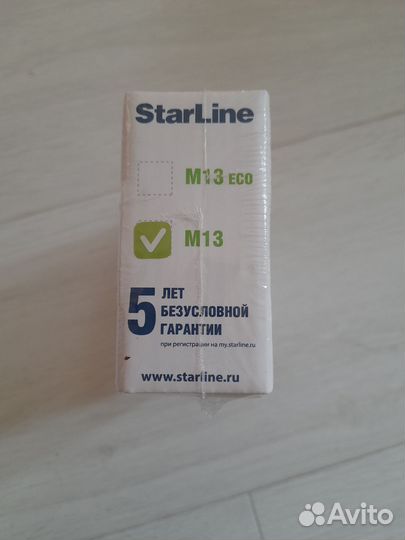 StarLine
M13 ECO
M13
5 ЛЕТ
БЕЗУСЛОВНОЙ
ГАРАНТИИ
при регистрации на my.starline.ru
www.starline.ru
Avito